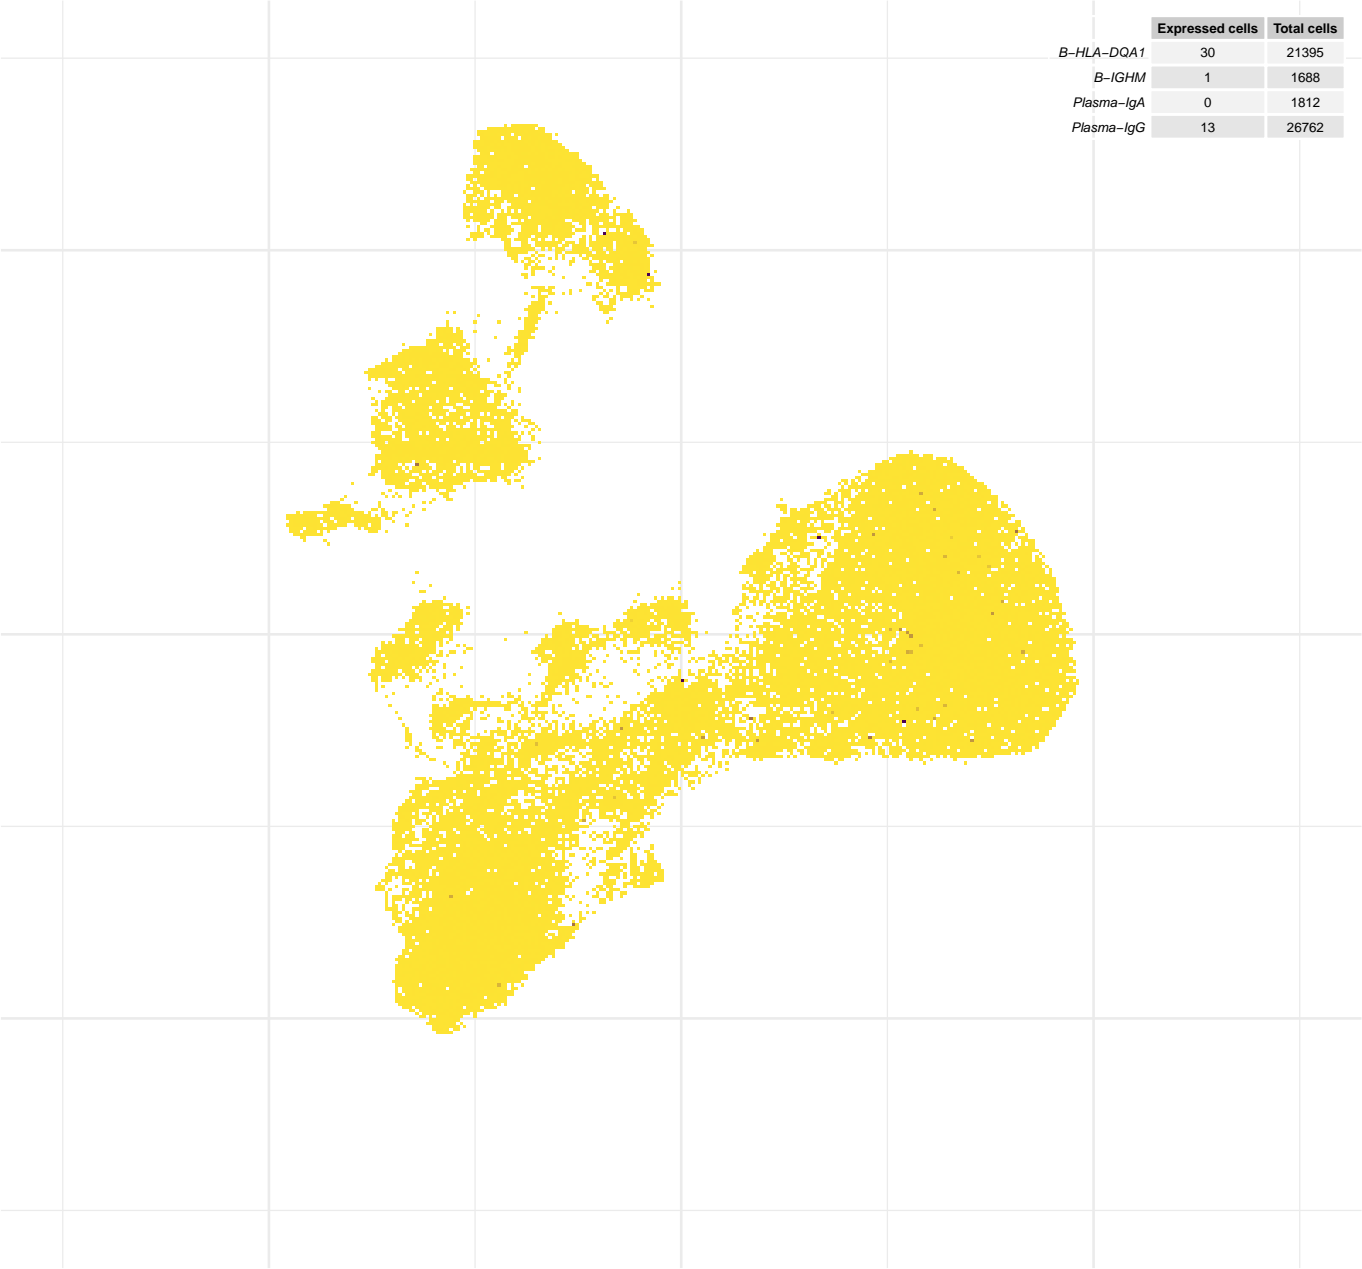 Expressed cells Total cells
B−HLA−DQA1 30 21395
B−IGHM 1 1688
Plasma−IgA 0 1812
Plasma−IgG 13 26762